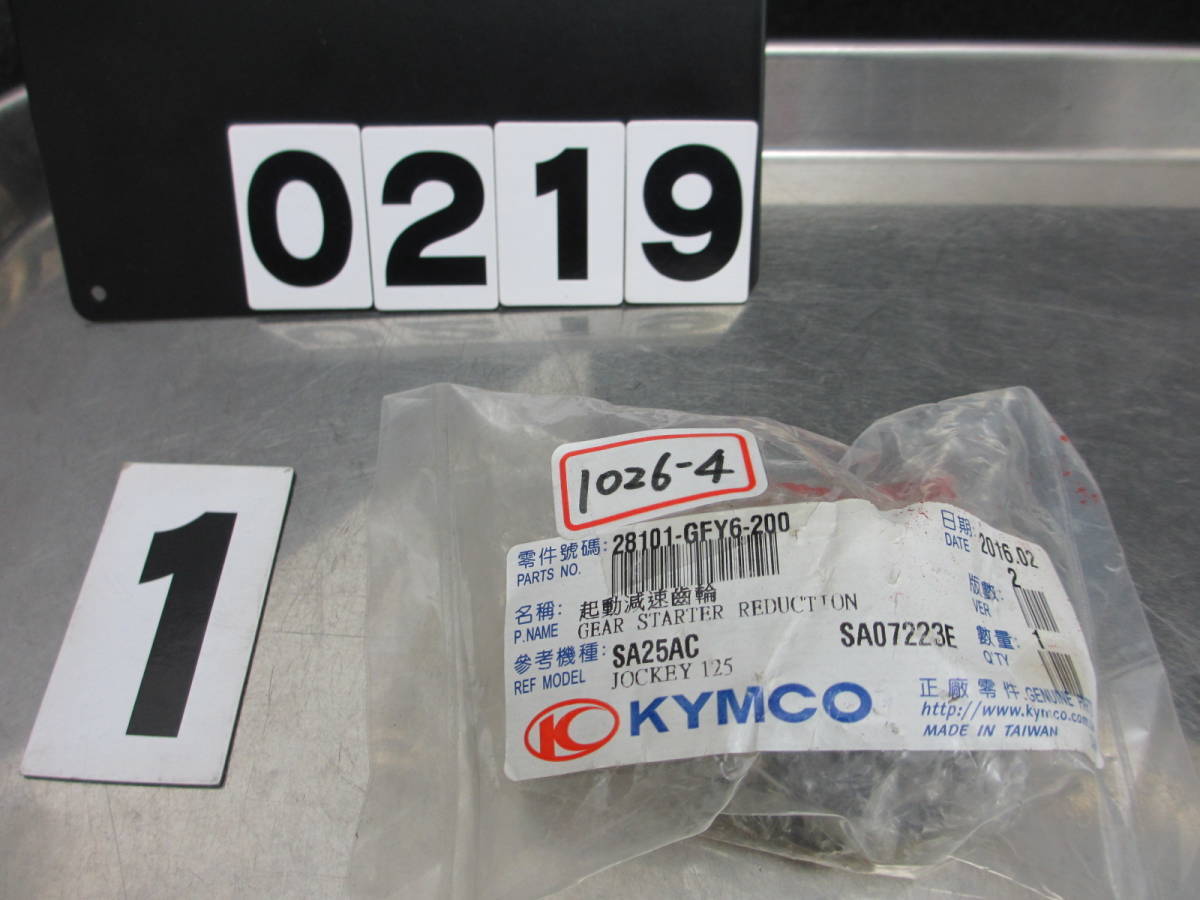 0219
1
1026-4
零件號碼: 28101-GFY6-200
PARTS NO.
日期: 2016.02
DATE
名稱: 起動減速齒輪
P.NAME GEAR STARTER REDUCTION
版數: 2
VER
參考機種: SA25AC SA07223E
REF MODEL JOCKEY 125
數量: 1
Q'TY
KYMCO
正廠零件 GENUINE
http://www.kymco.com
MADE IN TAIWAN